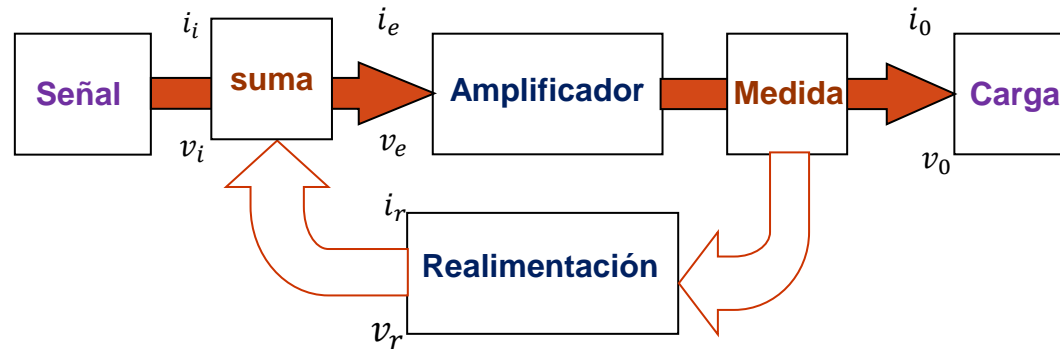 i_i
i_e
i_0
Señal
suma
Amplificador
Medida
Carga
v_i
v_e
v_0
i_r
Realimentación
v_r